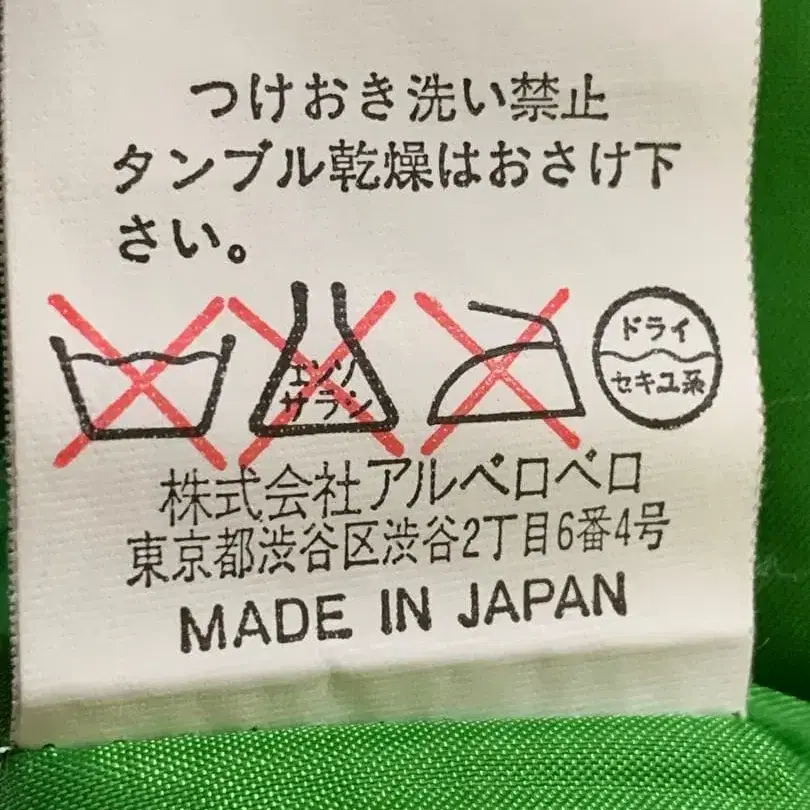 つけおき洗い禁止
タンブル乾燥はおさけ下
さい。
エンソ
サラシ
ドライ
セキユ系
株式会社アルペロベロ
東京都渋谷区渋谷2丁目6番4号
MADE IN JAPAN